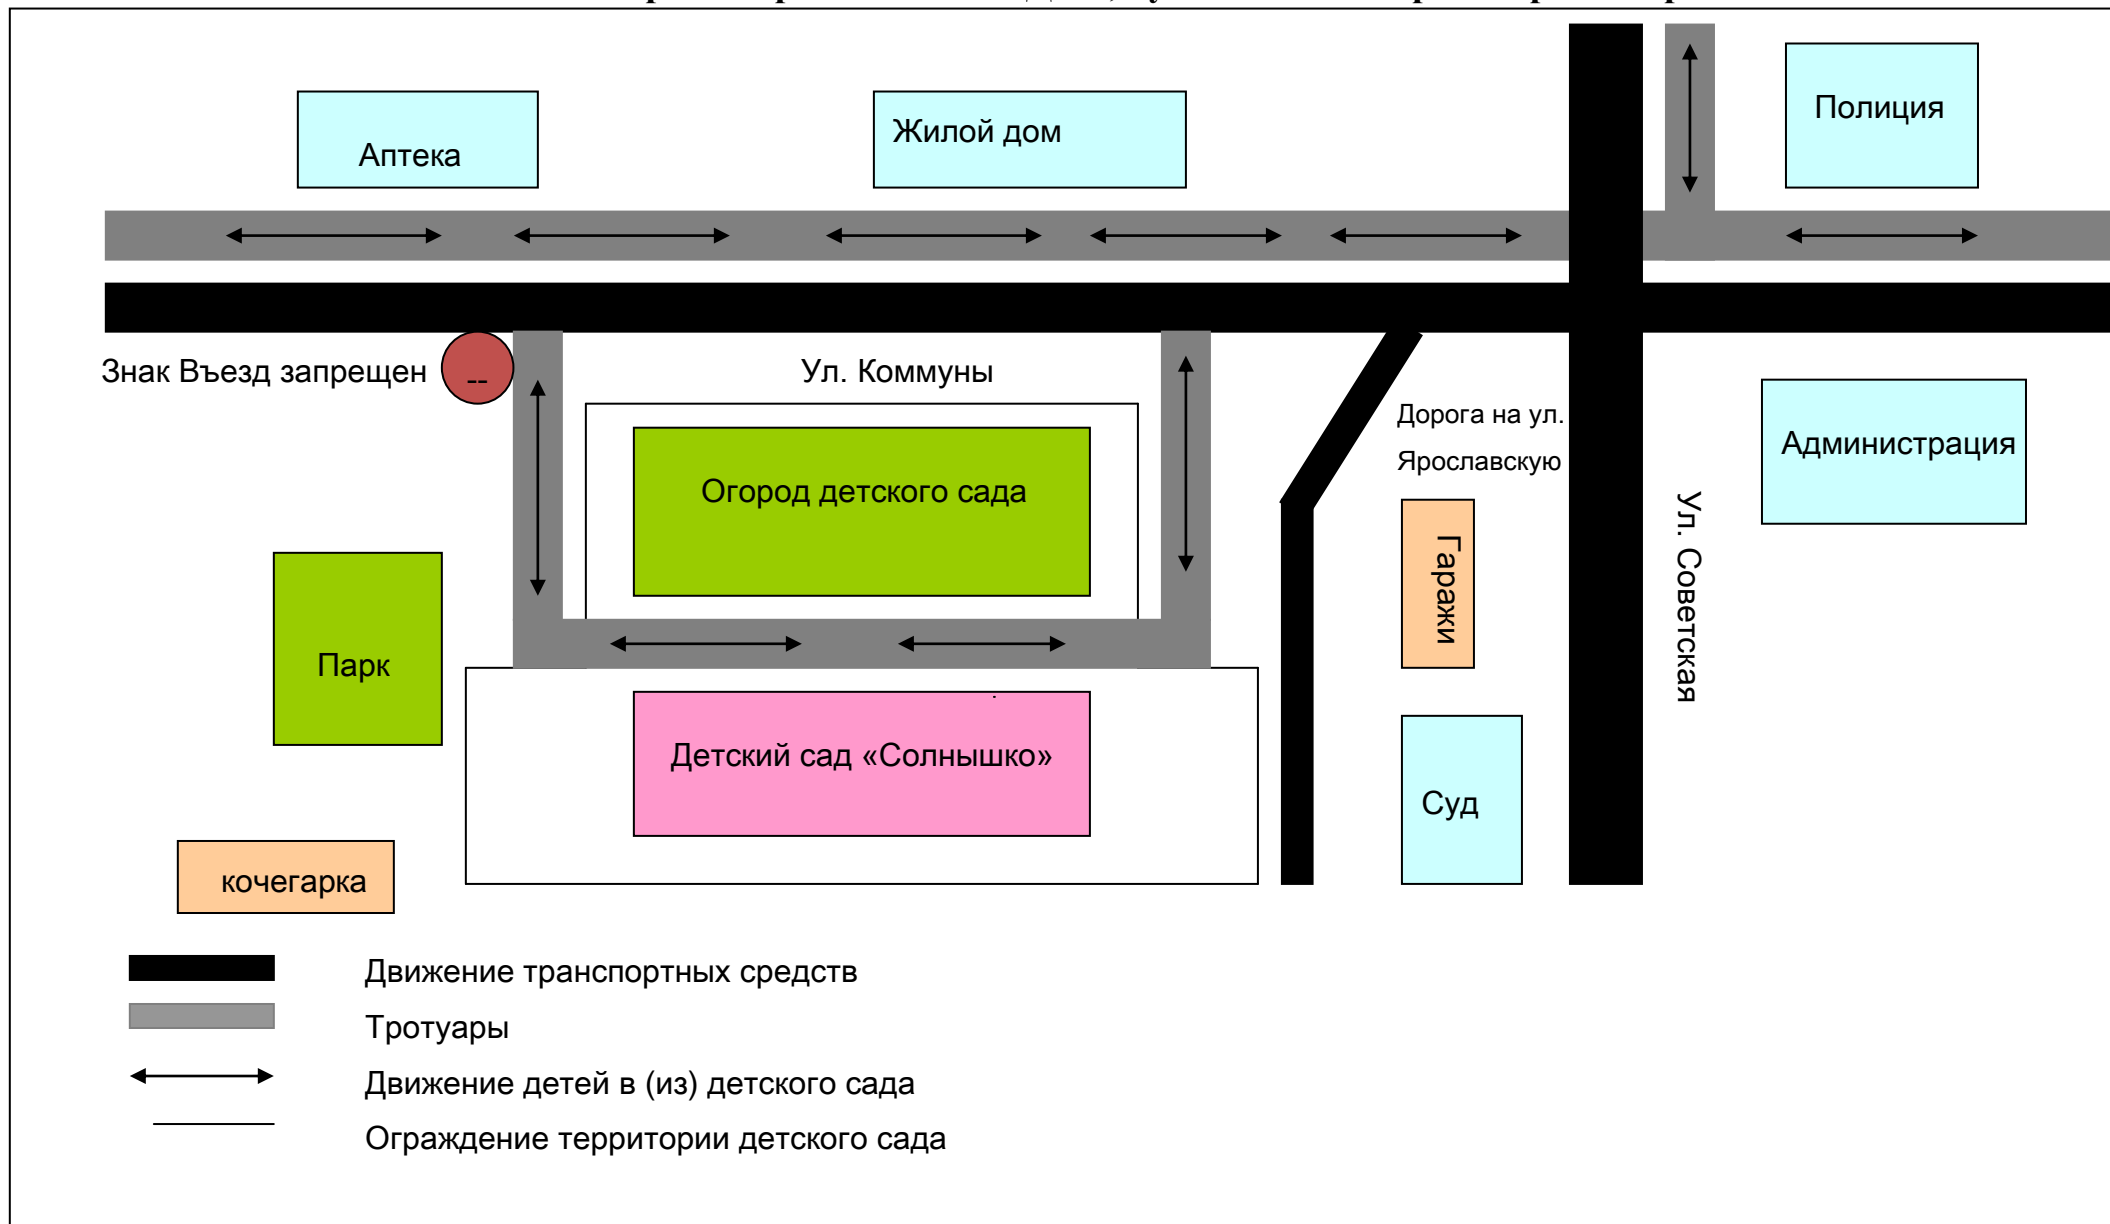 Аптека
Жилой дом
Полиция
Знак Въезд запрещен
--
Ул. Коммуны
Дорога на ул.
Ярославскую
Администрация
Огород детского сада
Гаражи
Ул. Советская
Парк
Детский сад «Солнышко»
Суд
кочегарка
Движение транспортных средств
Тротуары
Движение детей в (из) детского сада
Ограждение территории детского сада